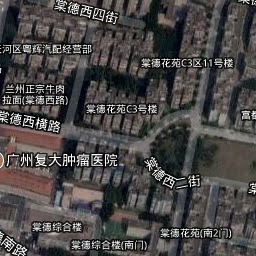 棠德西四街
天河区粤辉汽配经营部
棠德花苑C3区11号楼
兰州正宗牛肉
拉面(棠德西路)
棠德花苑C3号楼
棠德西横路
广州复大肿瘤医院
棠德西二街
棠德综合楼
棠德花苑(南2门)
棠德综合楼
(南门)